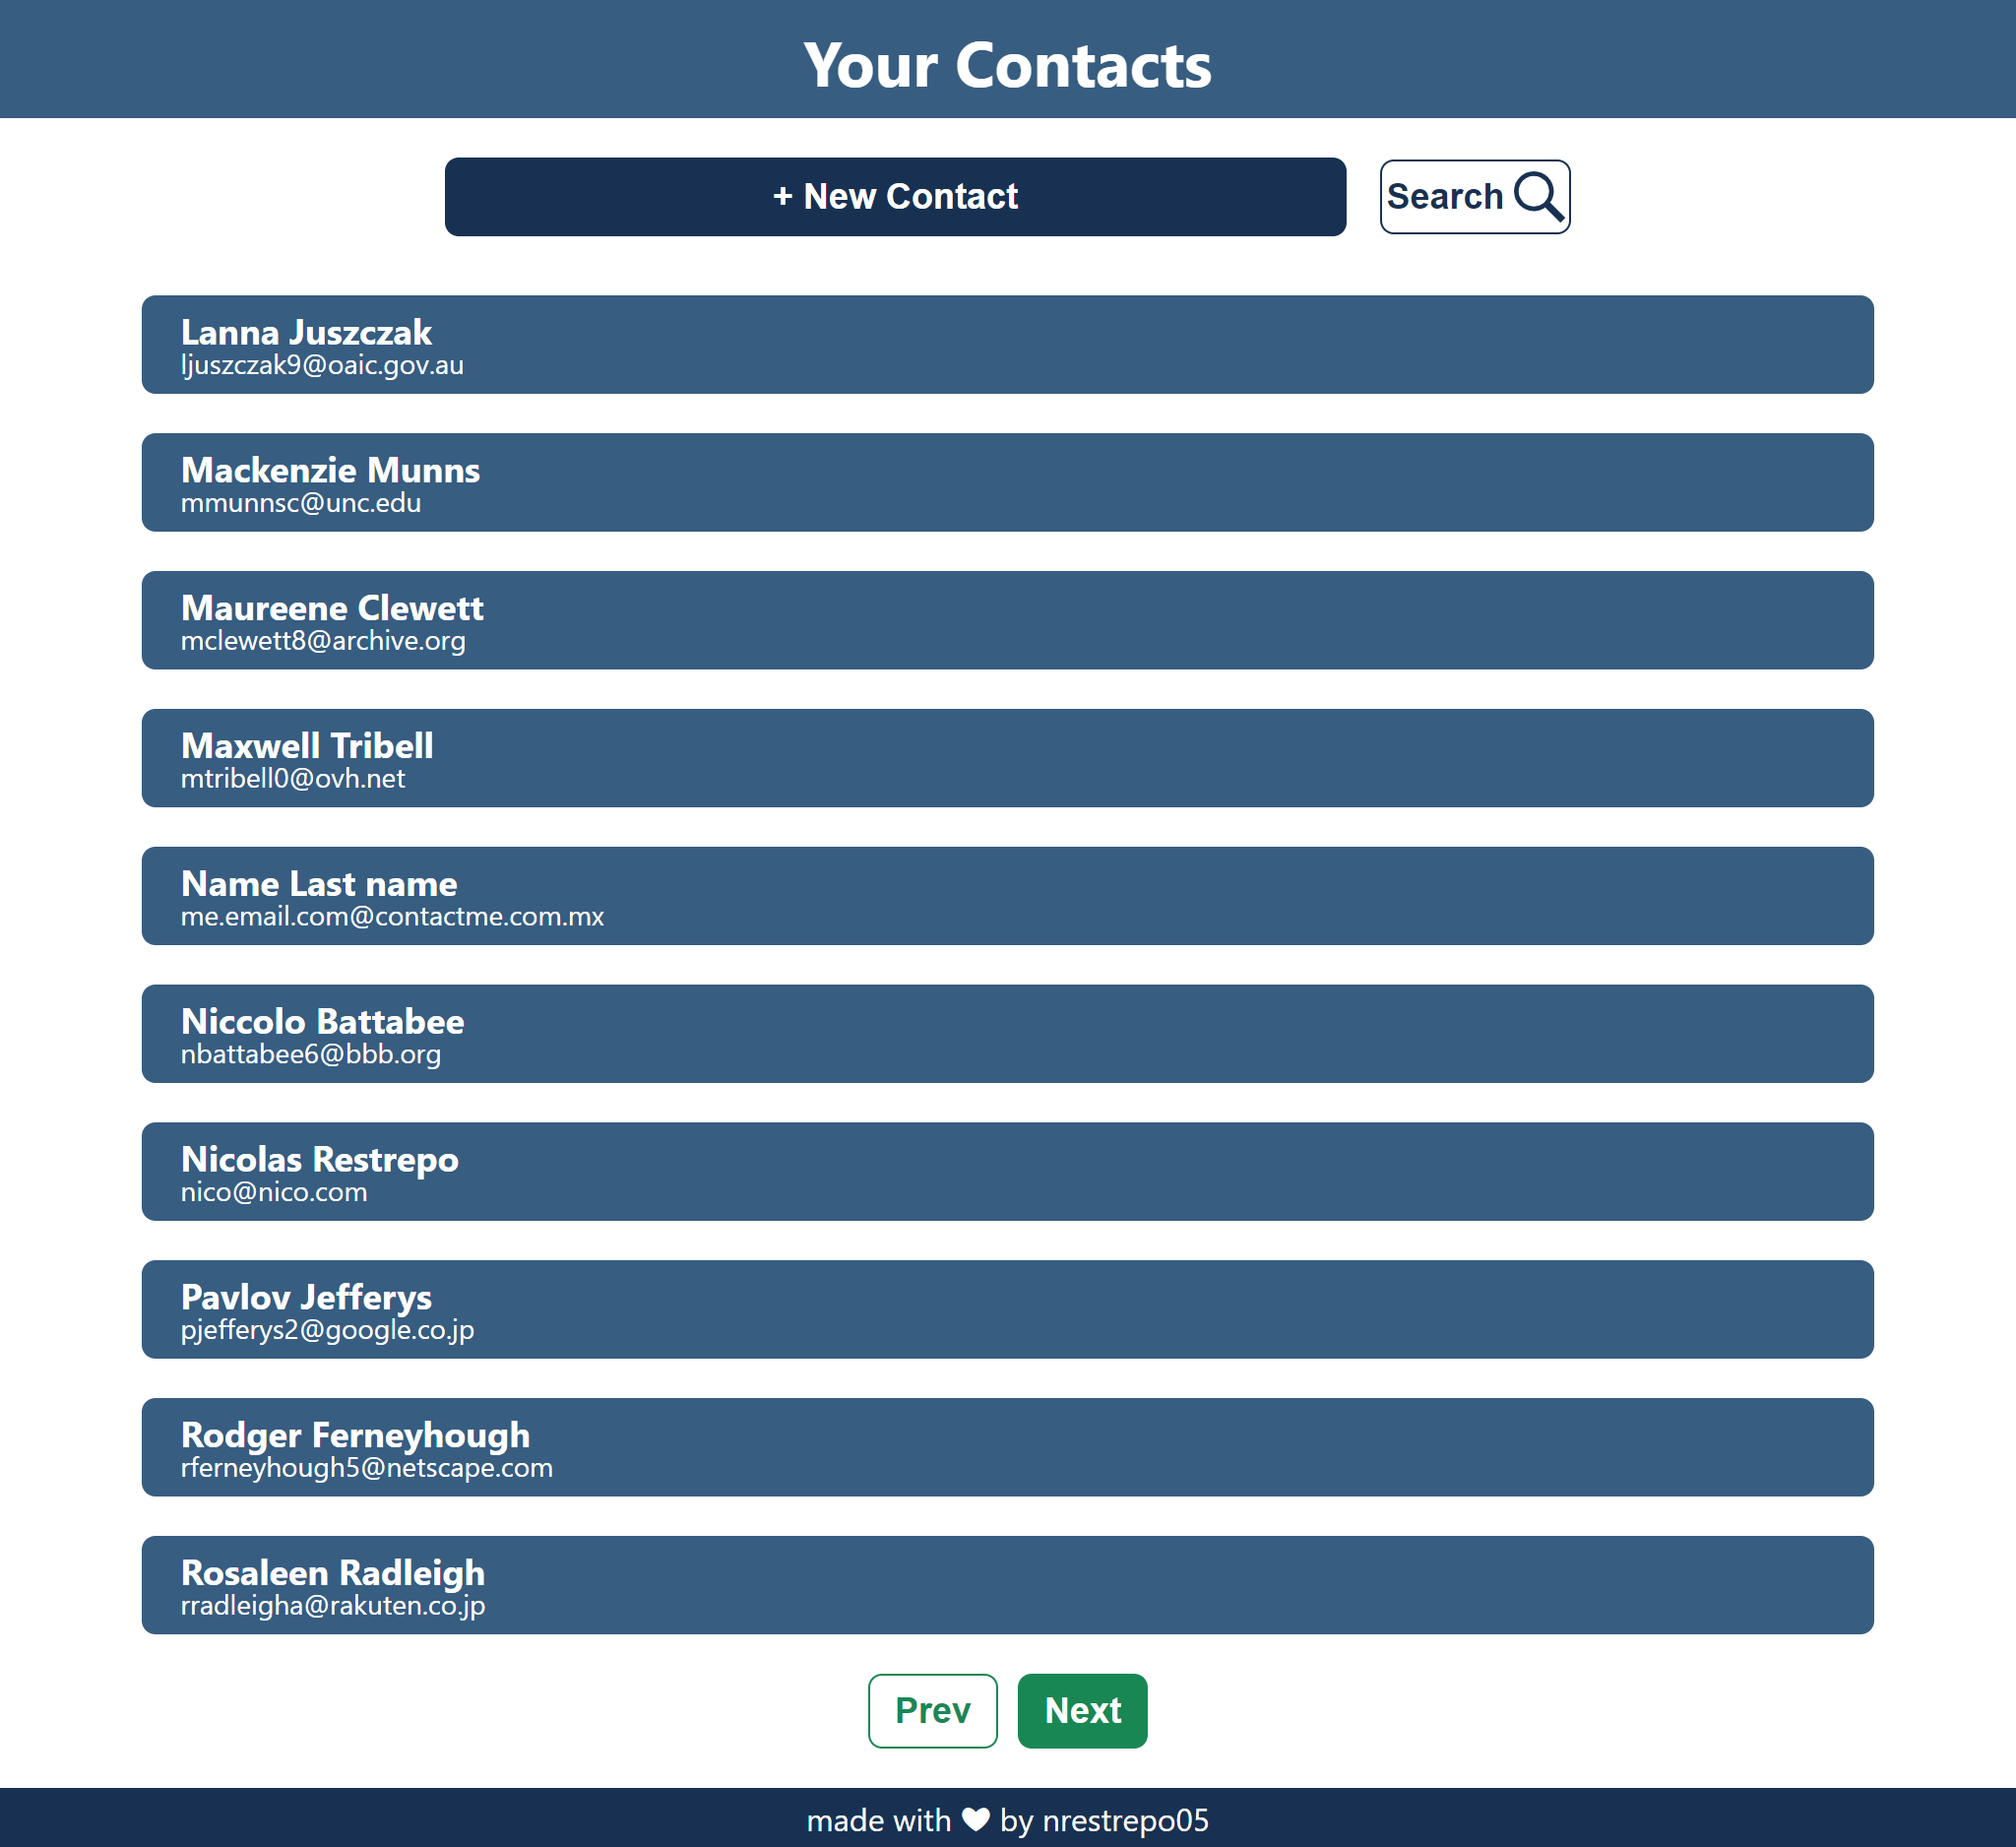 Your Contacts
+ New Contact
Search
Lanna Juszczak
ljuszczak9@oaic.gov.au
Mackenzie Munns
mmunnsc@unc.edu
Maureene Clewett
mclewett8@archive.org
Maxwell Tribell
mtribell0@ovh.net
Name Last name
me.email.com@contactme.com.mx
Niccolo Battabee
nbattabee6@bbb.org
Nicolas Restrepo
nico@nico.com
Pavlov Jefferys
pjefferys2@google.co.jp
Rodger Ferneyhough
rferneyhough5@netscape.com
Rosaleen Radleigh
rradleigha@rakuten.co.jp
Prev
Next
made with ♥ by nrestrepo05